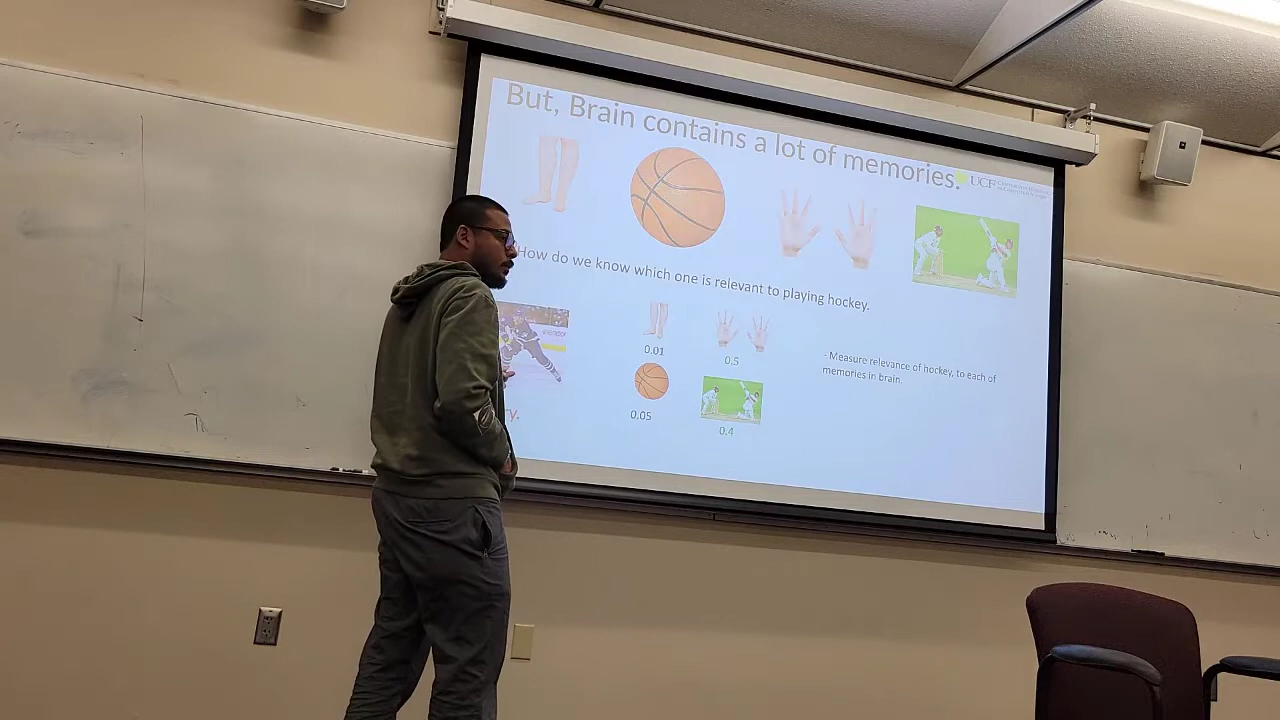 But, Brain contains a lot of memories.
UCF
How do we know which one is relevant to playing hockey.
0.01
0.5
- Measure relevance of hockey, to each of
memories in brain.
0.05
0.4
ry.